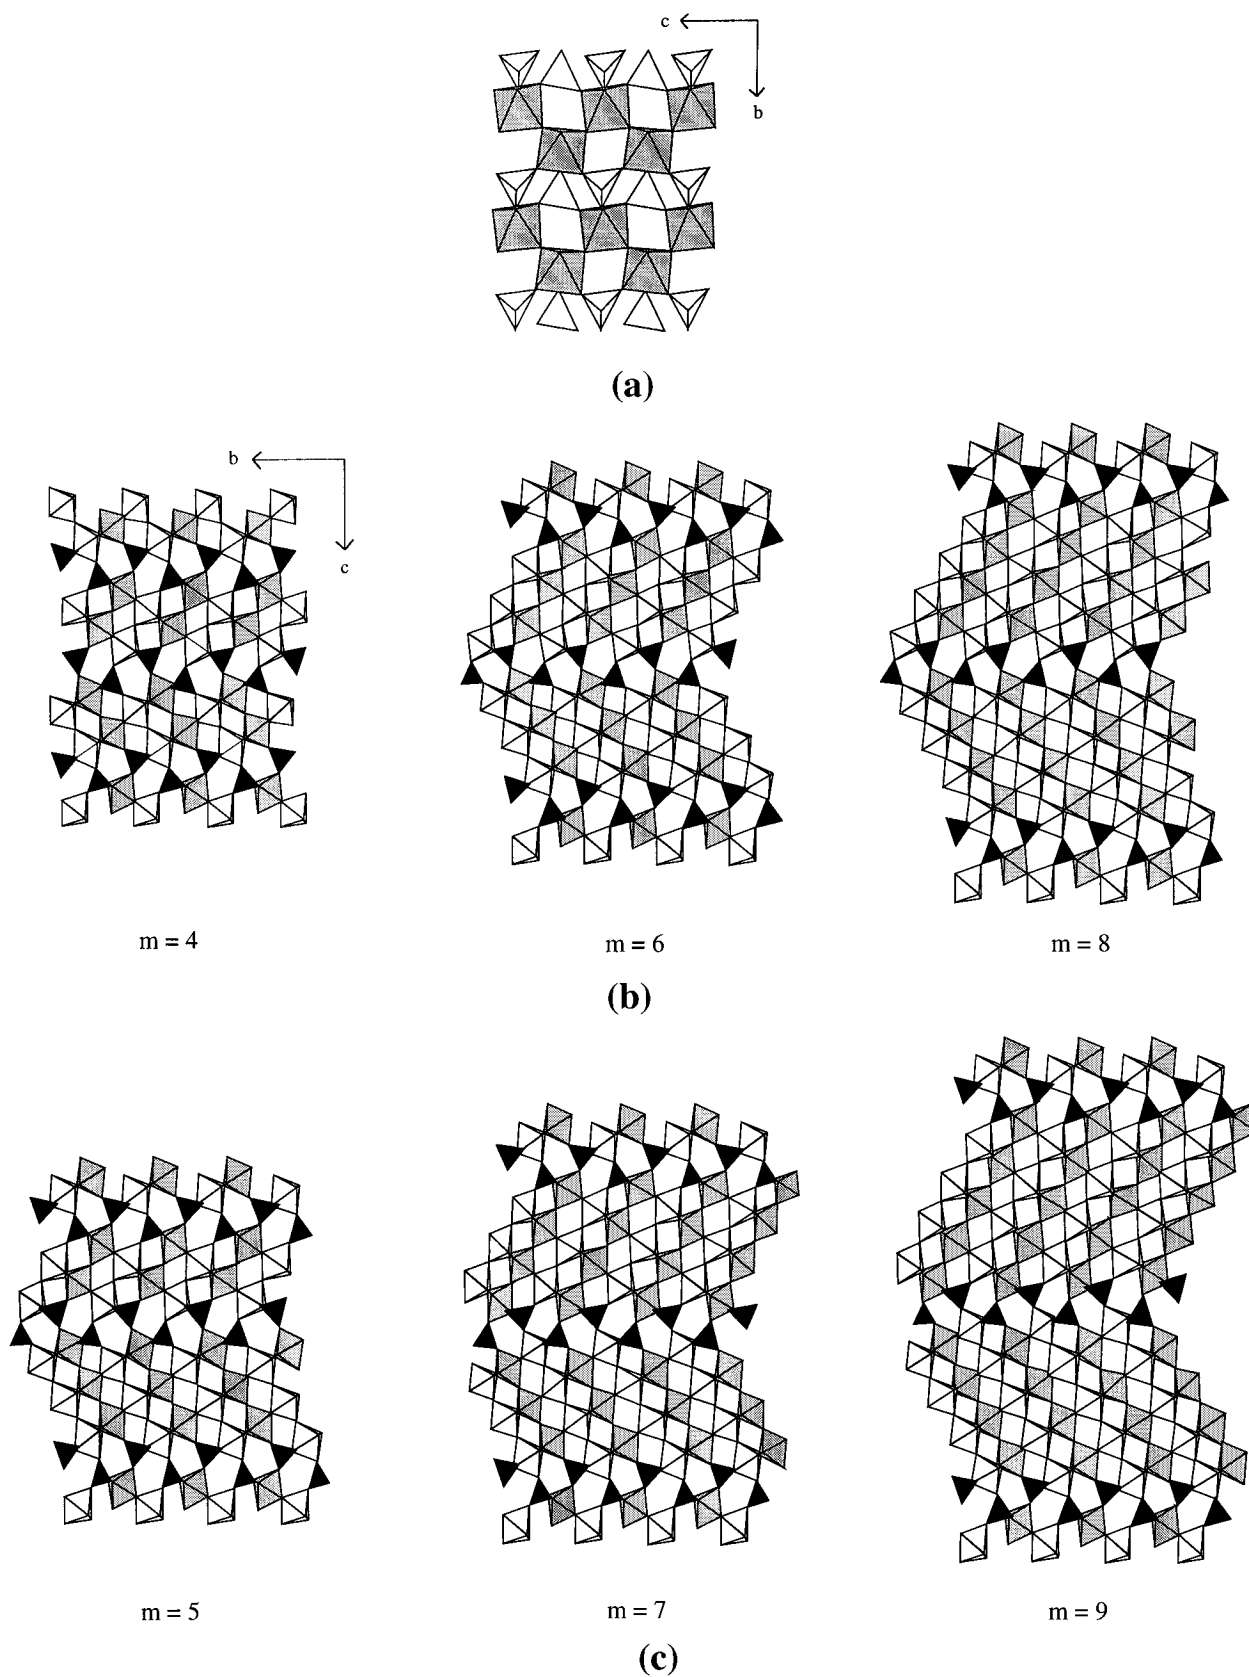 c
b
(a)
b
c
m = 4
m = 6
m = 8
(b)
m = 5
m = 7
m = 9
(c)